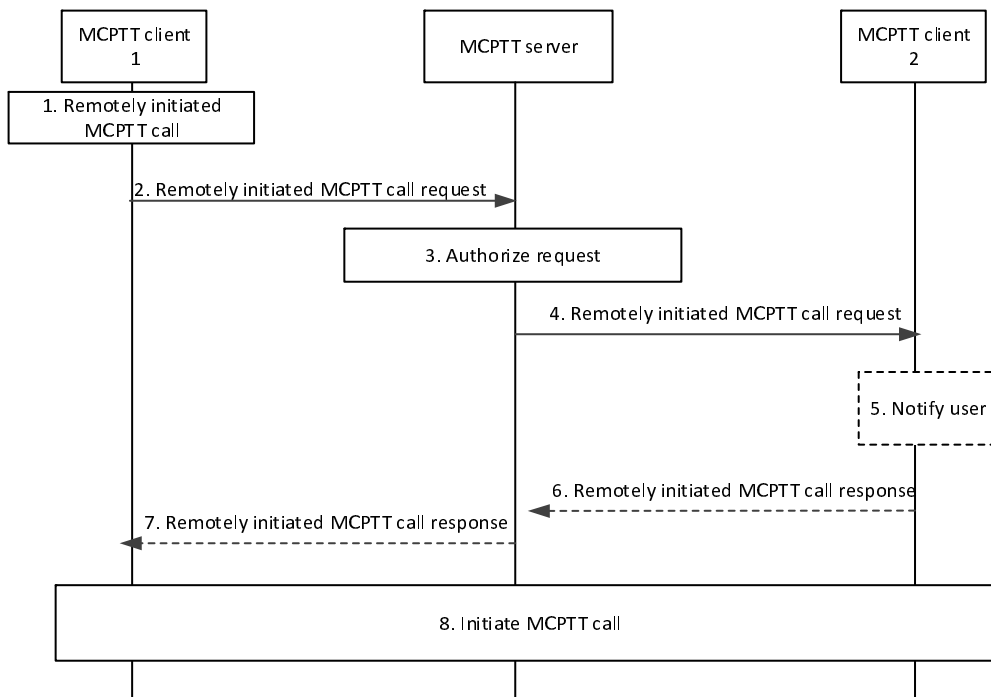 MCPTT client
1
MCPTT server
MCPTT client
2
1. Remotely initiated
MCPTT call
2. Remotely initiated MCPTT call request
3. Authorize request
4. Remotely initiated MCPTT call request
5. Notify user
6. Remotely initiated MCPTT call response
7. Remotely initiated MCPTT call response
8. Initiate MCPTT call